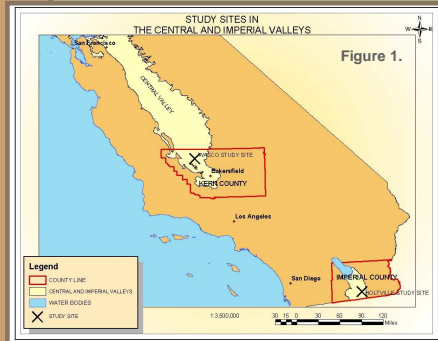 STUDY SITES IN
THE CENTRAL AND IMPERIAL VALLEYS
N
W
E
S
San Francisco
Figure 1.
CENTRAL VALLEY
WASCO STUDY SITE
Bakersfield
KERN COUNTY
Los Angeles
San Diego
IMPERIAL COUNTY
HOLTVILLE STUDY SITE
Legend
COUNTY LINE
CENTRAL AND IMPERIAL VALLEYS
WATER BODIES
STUDY SITE
1:3,500,000
30 15 0 30 60 90 120
Miles